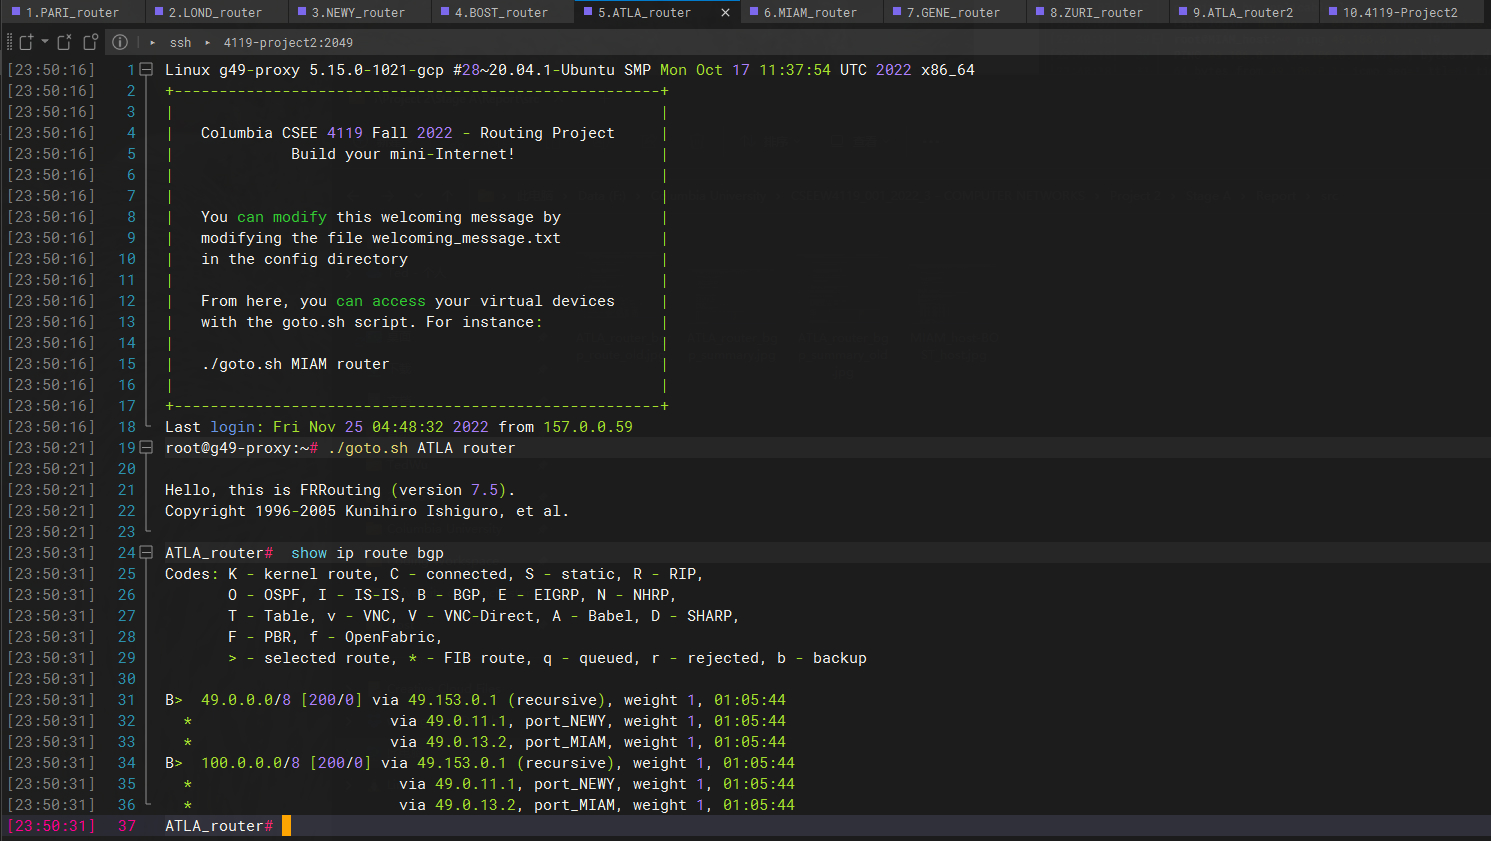 1.PARI_router 2.LOND_router 3.NEWY_router 4.BOST_router 5.ATLA_router × 6.MIAM_router 7.GENE_router 8.ZURI_router 9.ATLA_router2 10.4119-Project2
ssh 4119-project2:2049
[23:50:16] 1 Linux g49-proxy 5.15.0-1021-gcp #28~20.04.1-Ubuntu SMP Mon Oct 17 11:37:54 UTC 2022 x86_64
[23:50:16] 2 +------------------------------------------------------+
[23:50:16] 3 | |
[23:50:16] 4 | Columbia CSEE 4119 Fall 2022 - Routing Project |
[23:50:16] 5 | Build your mini-Internet! |
[23:50:16] 6 | |
[23:50:16] 7 | |
[23:50:16] 8 | You can modify this welcoming message by |
[23:50:16] 9 | modifying the file welcoming_message.txt |
[23:50:16] 10 | in the config directory |
[23:50:16] 11 | |
[23:50:16] 12 | From here, you can access your virtual devices |
[23:50:16] 13 | with the goto.sh script. For instance: |
[23:50:16] 14 | |
[23:50:16] 15 | ./goto.sh MIAM router |
[23:50:16] 16 | |
[23:50:16] 17 +------------------------------------------------------+
[23:50:16] 18 Last login: Fri Nov 25 04:48:32 2022 from 157.0.0.59
[23:50:21] 19 root@g49-proxy:~# ./goto.sh ATLA router
[23:50:21] 20
[23:50:21] 21 Hello, this is FRRouting (version 7.5).
[23:50:21] 22 Copyright 1996-2005 Kunihiro Ishiguro, et al.
[23:50:21] 23
[23:50:31] 24 ATLA_router# show ip route bgp
[23:50:31] 25 Codes: K - kernel route, C - connected, S - static, R - RIP,
[23:50:31] 26 O - OSPF, I - IS-IS, B - BGP, E - EIGRP, N - NHRP,
[23:50:31] 27 T - Table, v - VNC, V - VNC-Direct, A - Babel, D - SHARP,
[23:50:31] 28 F - PBR, f - OpenFabric,
[23:50:31] 29 > - selected route, * - FIB route, q - queued, r - rejected, b - backup
[23:50:31] 30
[23:50:31] 31 B> 49.0.0.0/8 [200/0] via 49.153.0.1 (recursive), weight 1, 01:05:44
[23:50:31] 32 * via 49.0.11.1, port_NEWY, weight 1, 01:05:44
[23:50:31] 33 * via 49.0.13.2, port_MIAM, weight 1, 01:05:44
[23:50:31] 34 B> 100.0.0.0/8 [200/0] via 49.153.0.1 (recursive), weight 1, 01:05:44
[23:50:31] 35 * via 49.0.11.1, port_NEWY, weight 1, 01:05:44
[23:50:31] 36 * via 49.0.13.2, port_MIAM, weight 1, 01:05:44
[23:50:31] 37 ATLA_router#